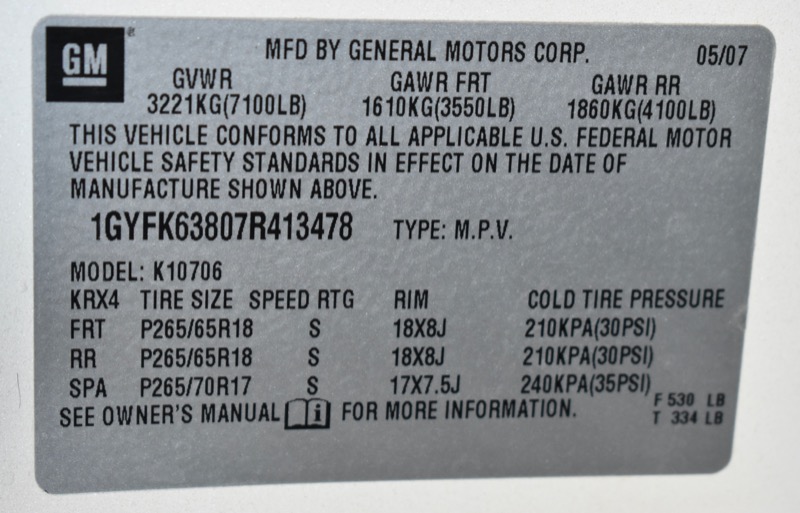 GM ® MFD BY GENERAL MOTORS CORP. 05/07
GVWR GAWR FRT GAWR RR
3221KG(7100LB) 1610KG(3550LB) 1860KG(4100LB)
THIS VEHICLE CONFORMS TO ALL APPLICABLE U.S. FEDERAL MOTOR
VEHICLE SAFETY STANDARDS IN EFFECT ON THE DATE OF
MANUFACTURE SHOWN ABOVE.
1GYFK63807R413478 TYPE: M.P.V.
MODEL: K10706
KRX4 TIRE SIZE SPEED RTG RIM COLD TIRE PRESSURE
FRT P265/65R18 S 18X8J 210KPA(30PSI)
RR P265/65R18 S 18X8J 210KPA(30PSI)
SPA P265/70R17 S 17X7.5J 240KPA(35PSI)
SEE OWNER'S MANUAL i FOR MORE INFORMATION.
F 530 LB
T 334 LB